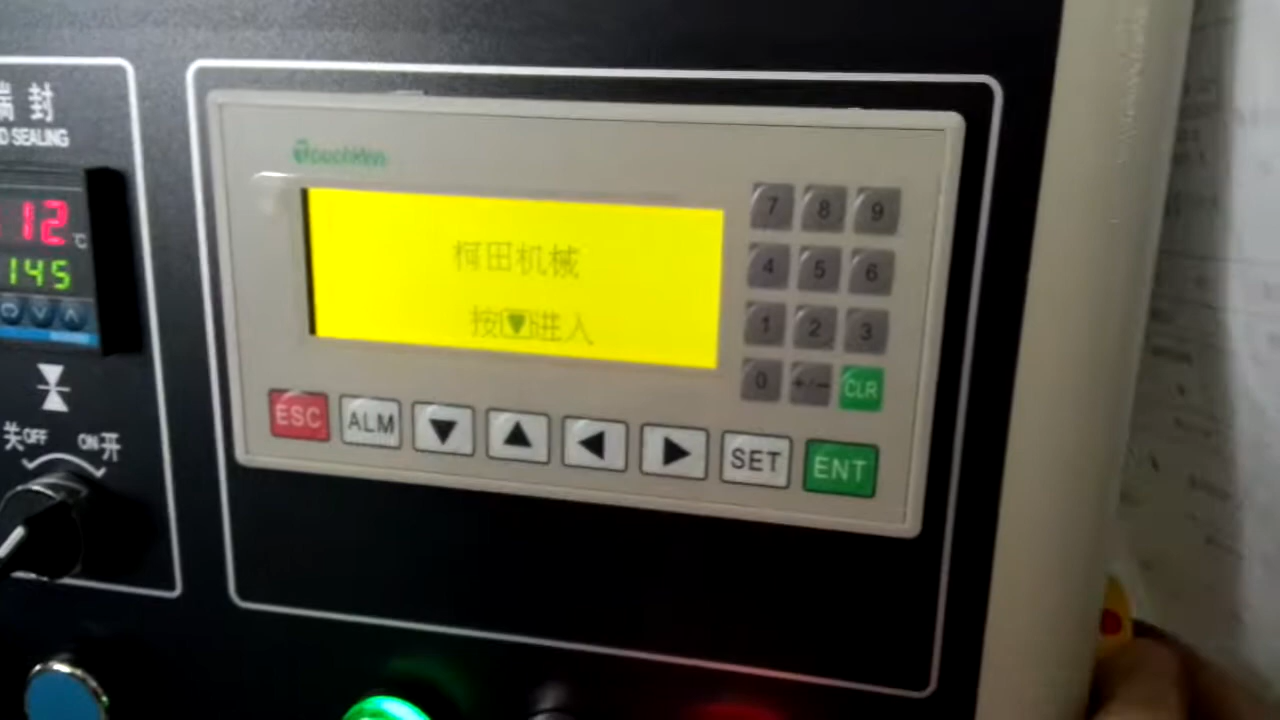 端封
D SEALING
12
℃
145
关OFF ON开
Touchwin
柯田机械
按▼进入
7 8 9
4 5 6
1 2 3
0 +/- CLR
ESC ALM ▼ ▲ ◀ ▶ SET ENT